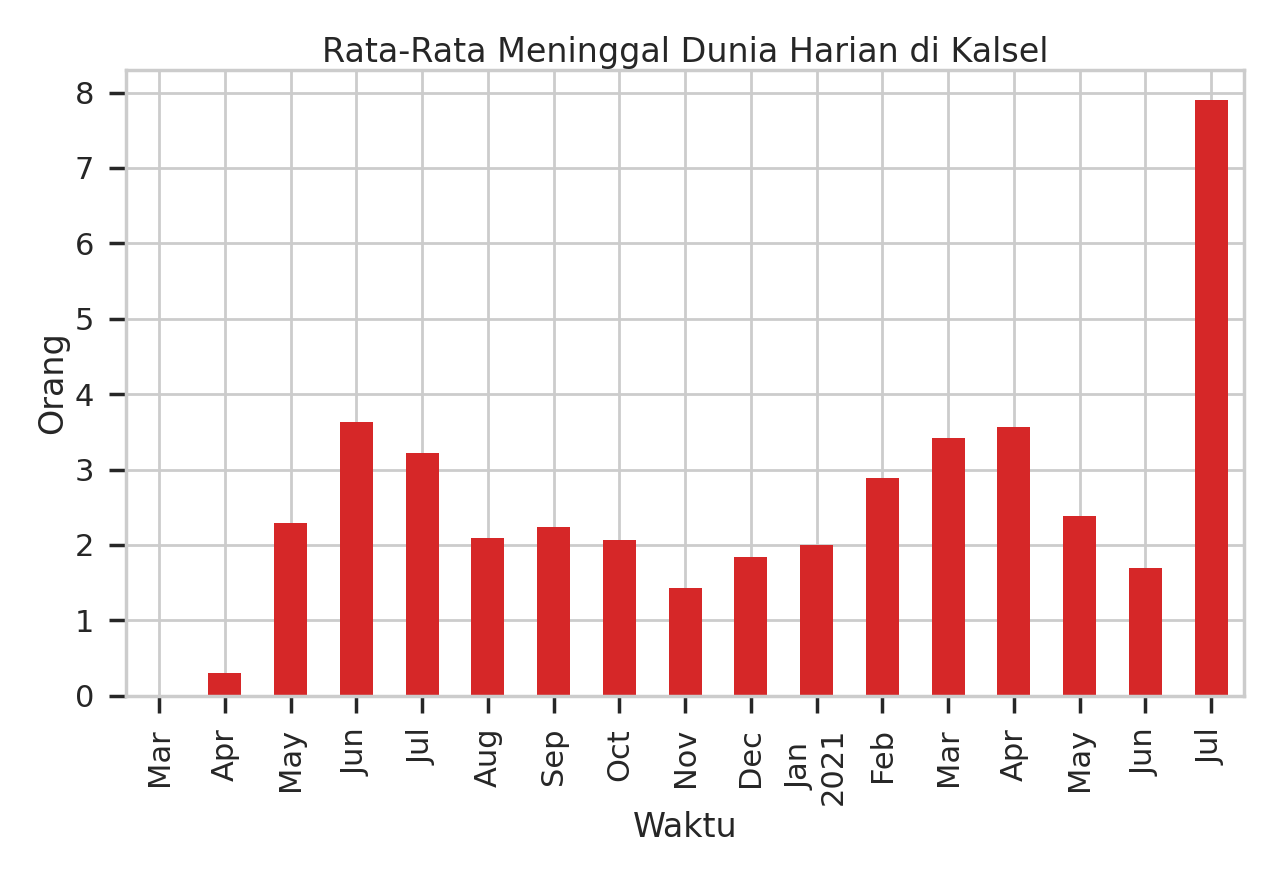 Rata-Rata Meninggal Dunia Harian di Kalsel
8
7
6
5
4
3
2
1
0
Orang
Mar
Apr
May
Jun
Jul
Aug
Sep
Oct
Nov
Dec
Jan
2021
Feb
Mar
Apr
May
Jun
Jul
Waktu